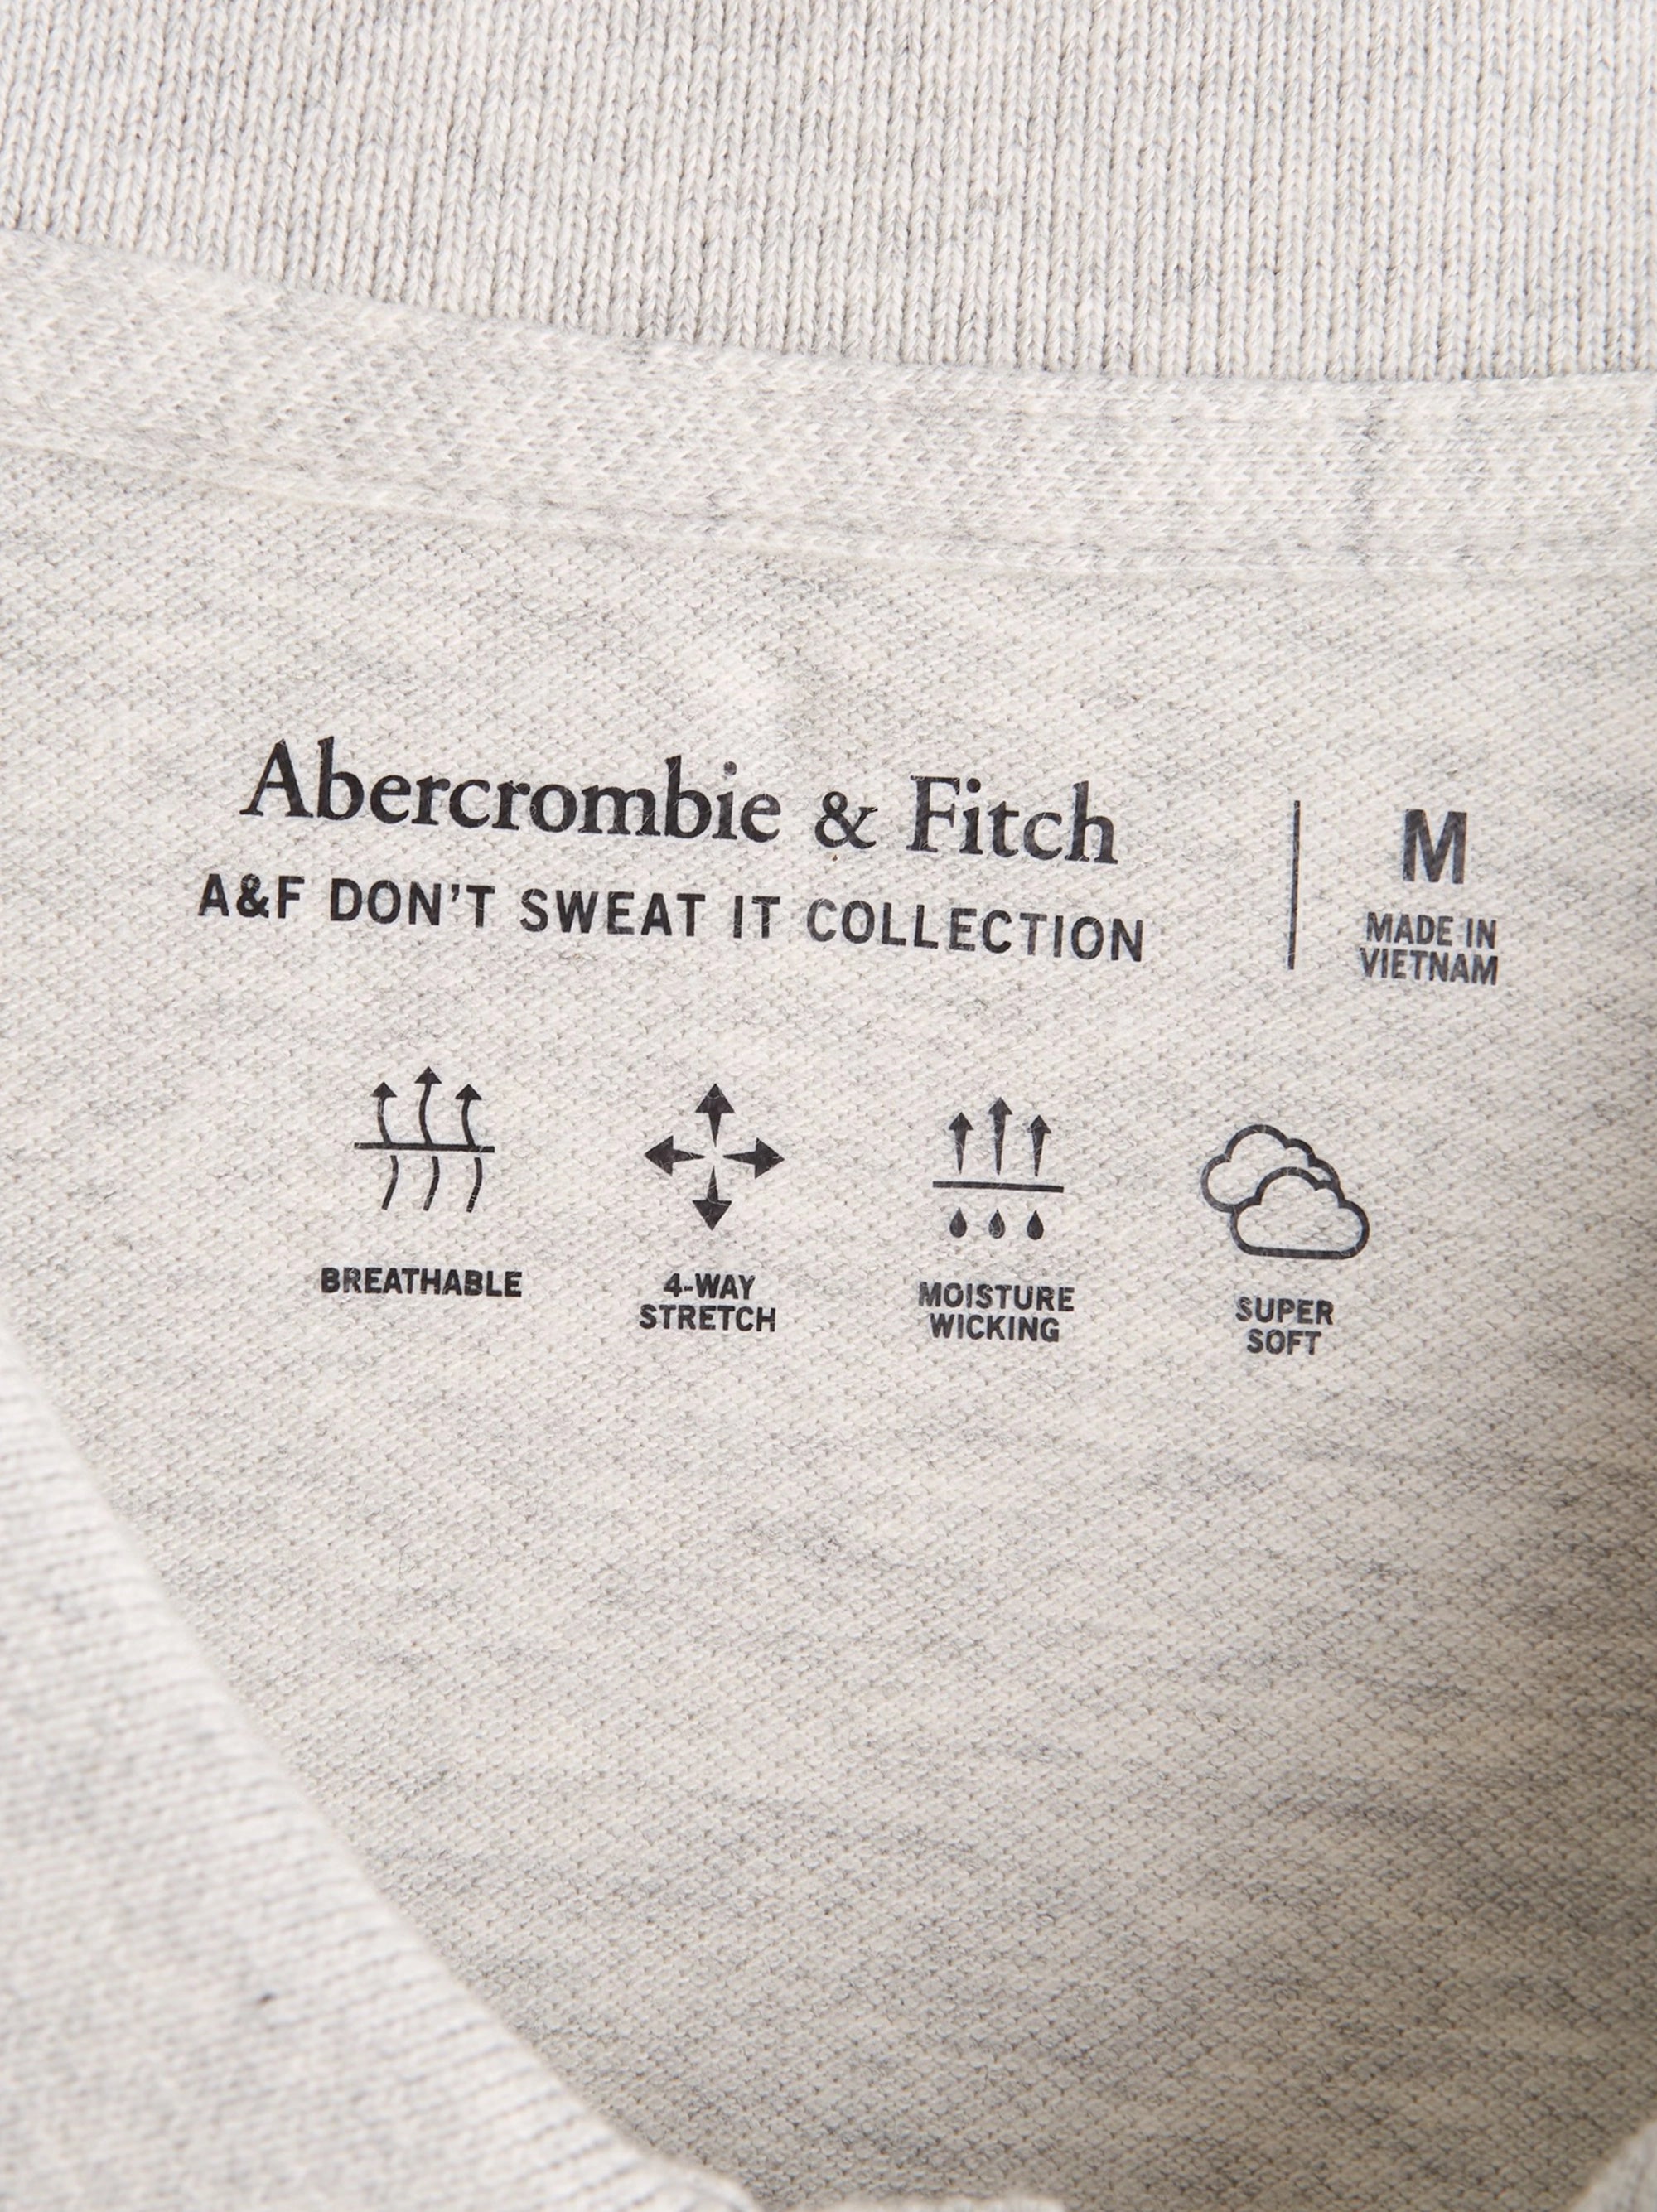 Abercrombie & Fitch
A&F DON'T SWEAT IT COLLECTION
M
MADE IN
VIETNAM
BREATHABLE
4-WAY
STRETCH
MOISTURE
WICKING
SUPER
SOFT